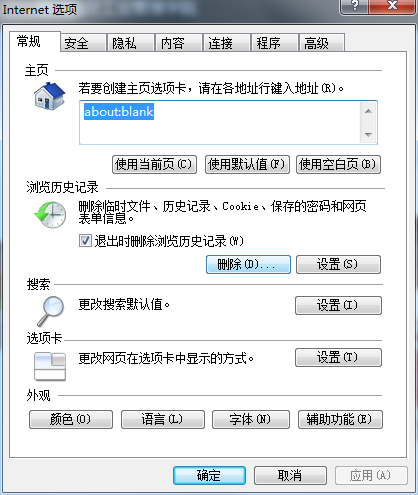 Internet 选项
常规 安全 隐私 内容 连接 程序 高级
主页
若要创建主页选项卡，请在各地址行键入地址(R)。
about:blank
使用当前页(C) 使用默认值(F) 使用空白页(B)
浏览历史记录
删除临时文件、历史记录、Cookie、保存的密码和网页
表单信息。
退出时删除浏览历史记录(W)
删除(D)... 设置(S)
搜索
更改搜索默认值。 设置(I)
选项卡
更改网页在选项卡中显示的方式。 设置(T)
外观
颜色(O) 语言(L) 字体(N) 辅助功能(E)
确定 取消 应用(A)